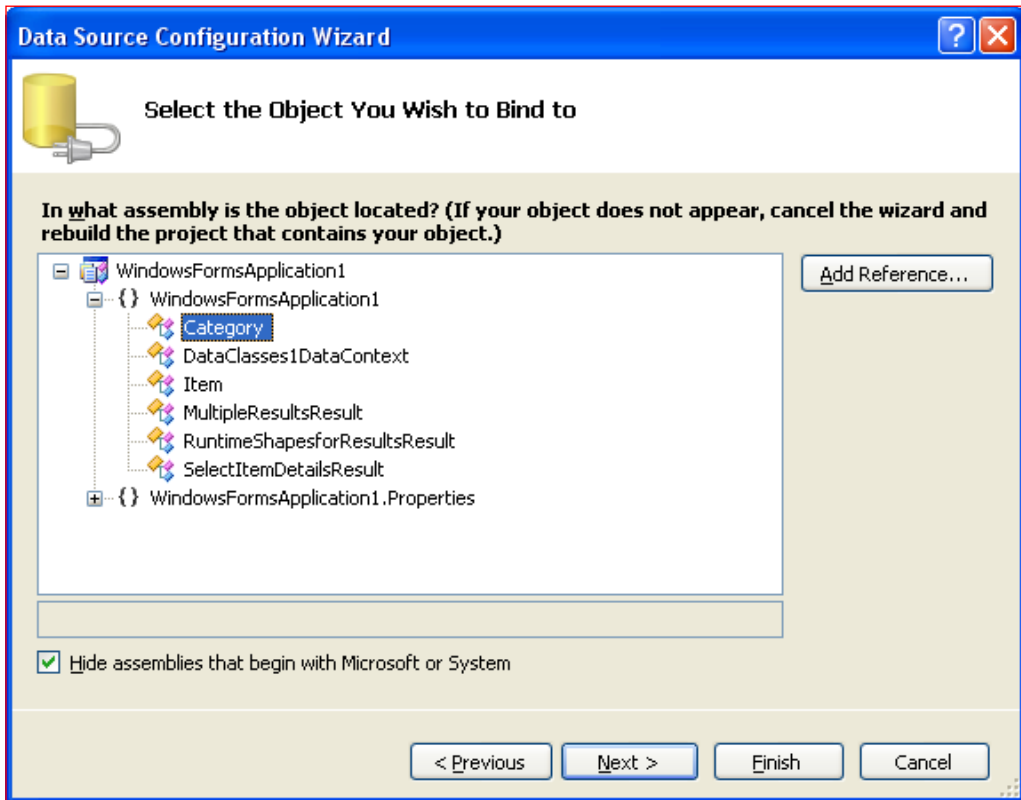 Data Source Configuration Wizard
Select the Object You Wish to Bind to
In what assembly is the object located? (If your object does not appear, cancel the wizard and
rebuild the project that contains your object.)
WindowsFormsApplication1
Add Reference...
{} WindowsFormsApplication1
Category
DataClasses1DataContext
Item
MultipleResultsResult
RuntimeShapesforResultsResult
SelectItemDetailsResult
{} WindowsFormsApplication1.Properties
Hide assemblies that begin with Microsoft or System
< Previous
Next >
Finish
Cancel